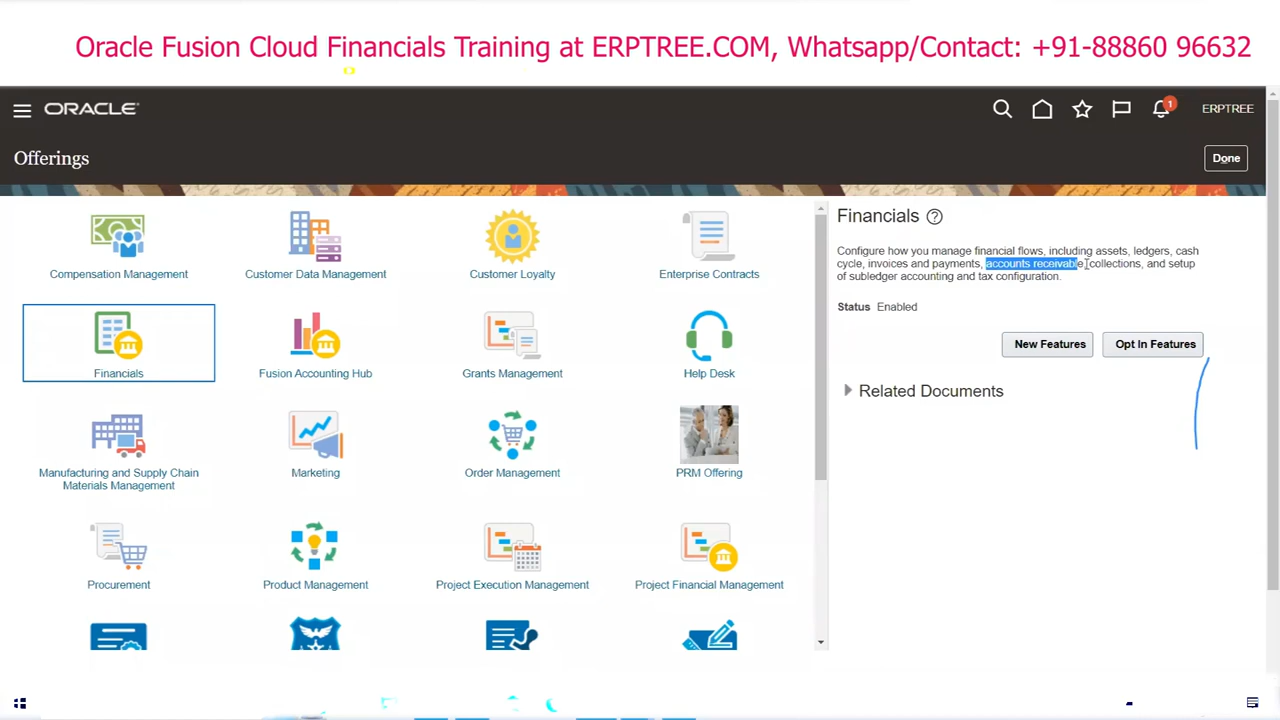 Oracle Fusion Cloud Financials Training at ERPTREE.COM, Whatsapp/Contact: +91-88860 96632
ORACLE
1
ERPTREE
Offerings
Done
Compensation Management
Customer Data Management
Customer Loyalty
Enterprise Contracts
Financials
Fusion Accounting Hub
Grants Management
Help Desk
Manufacturing and Supply Chain
Materials Management
Marketing
Order Management
PRM Offering
Procurement
Product Management
Project Execution Management
Project Financial Management
Financials ?
Configure how you manage financial flows, including assets, ledgers, cash
cycle, invoices and payments, accounts receivable collections, and setup
of subledger accounting and tax configuration.
Status Enabled
New Features
Opt In Features
Related Documents